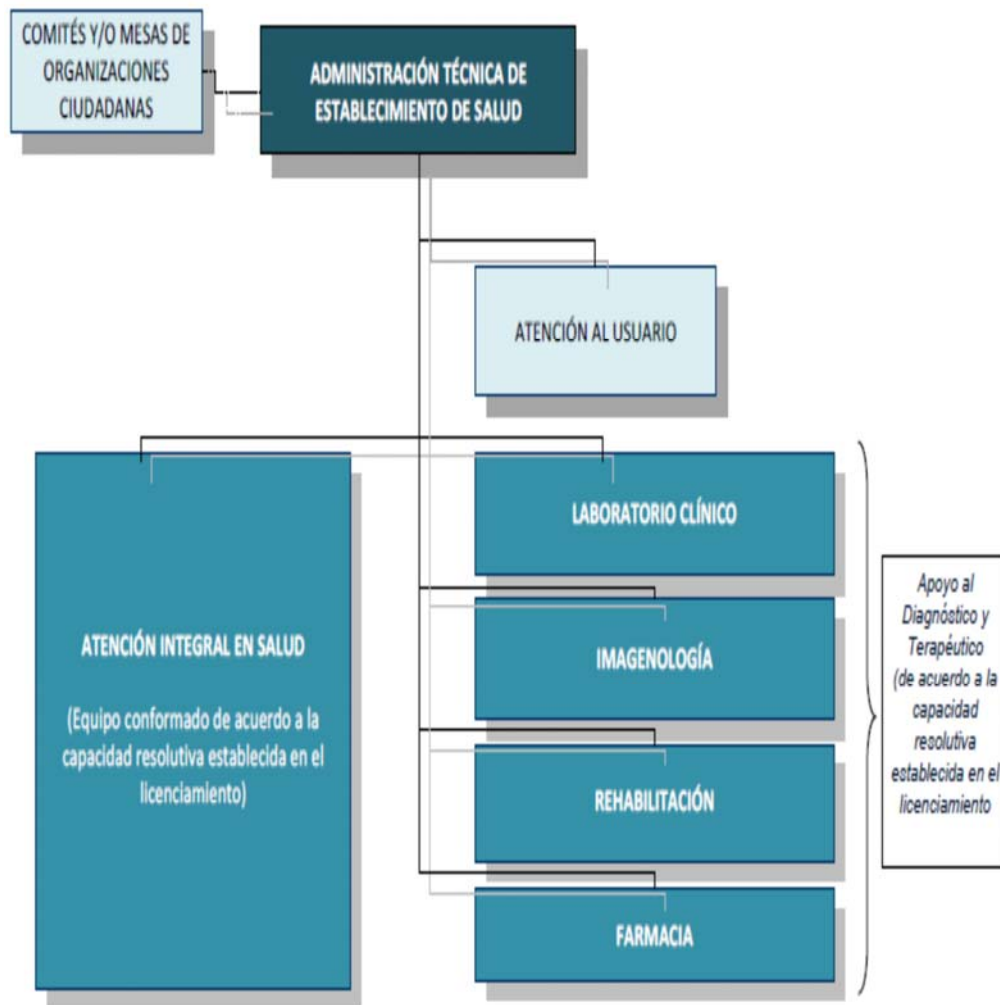 COMITÉS Y/O MESAS DE
ORGANIZACIONES
CIUDADANAS
ADMINISTRACIÓN TÉCNICA DE
ESTABLECIMIENTO DE SALUD
ATENCIÓN AL USUARIO
ATENCIÓN INTEGRAL EN SALUD
(Equipo conformado de acuerdo a la
capacidad resolutiva establecida en el
licenciamiento)
LABORATORIO CLÍNICO
IMAGENOLOGÍA
REHABILITACIÓN
FARMACIA
Apoyo al
Diagnóstico y
Terapéutico
(de acuerdo a la
capacidad
resolutiva
establecida en el
licenciamiento